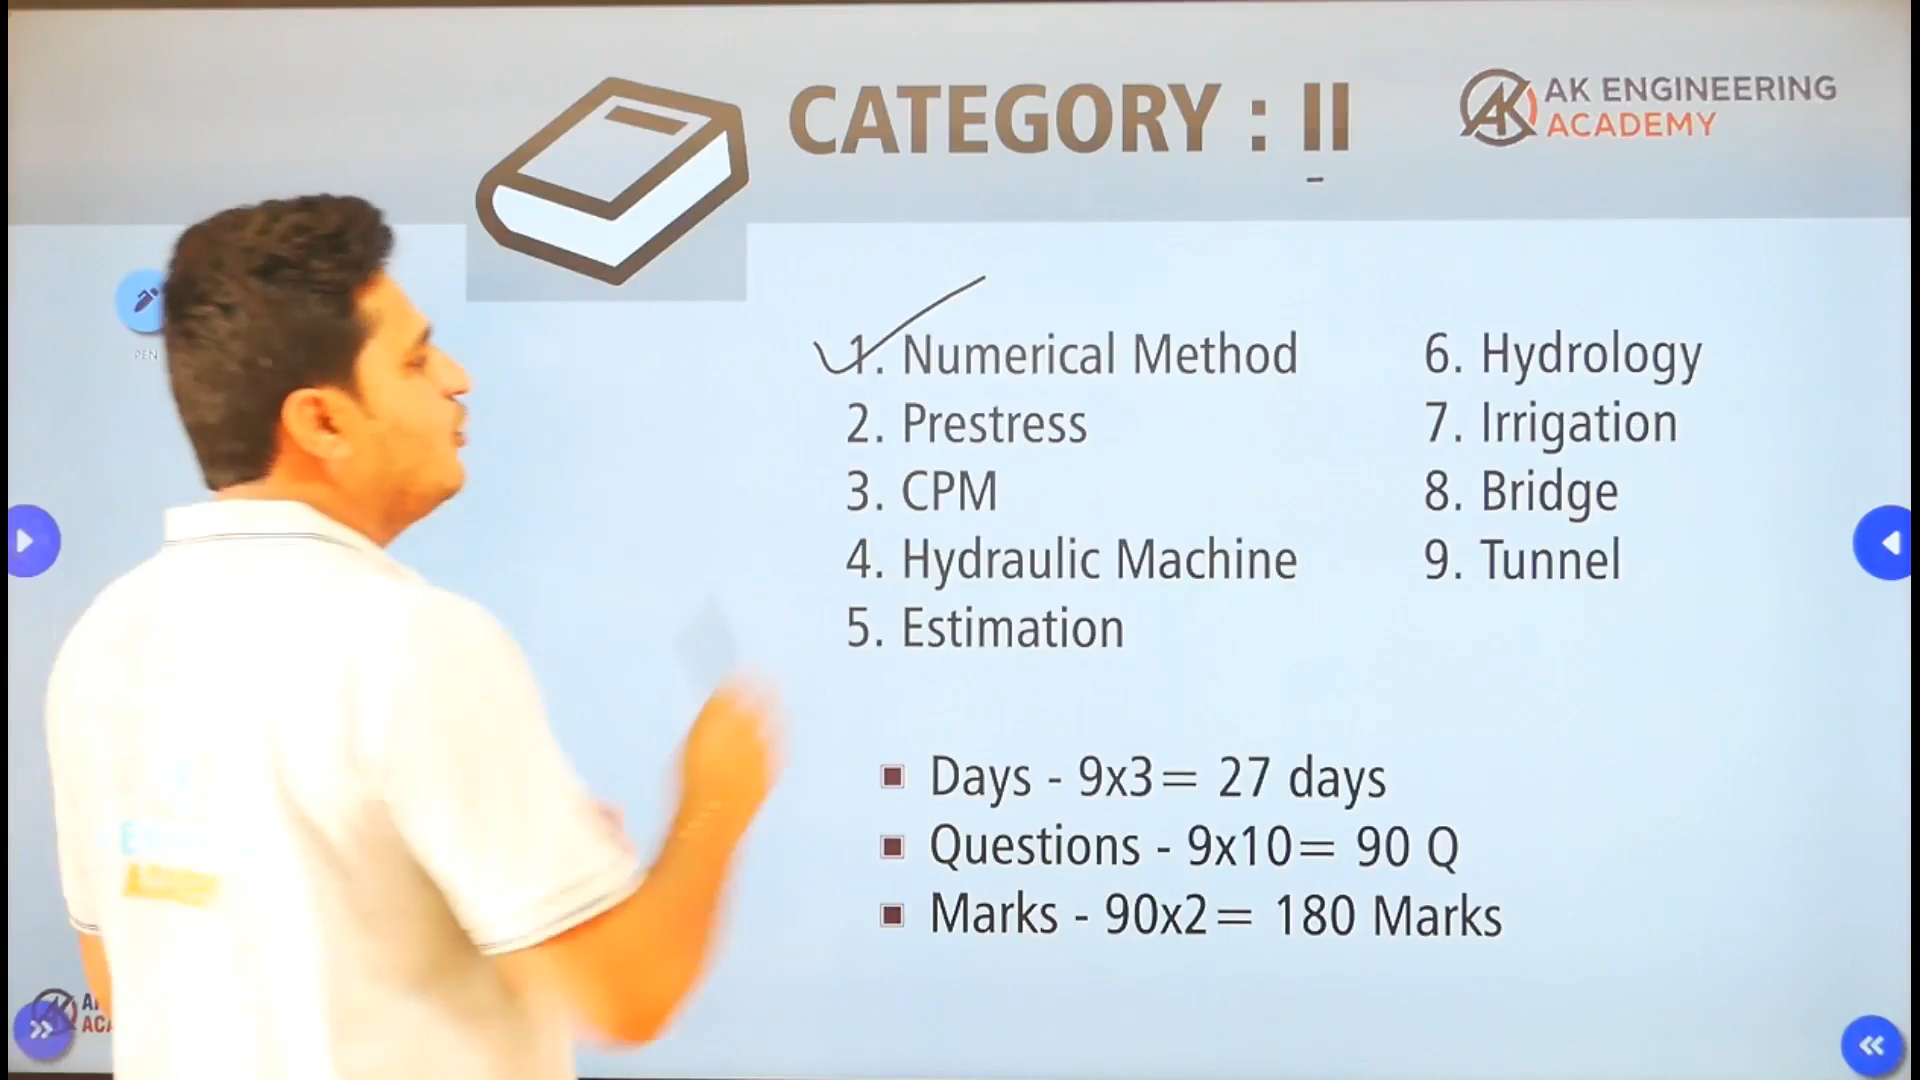 CATEGORY : II
AK ENGINEERING
ACADEMY
PEN
1. Numerical Method
2. Prestress
3. CPM
4. Hydraulic Machine
5. Estimation
6. Hydrology
7. Irrigation
8. Bridge
9. Tunnel
Days - 9x3= 27 days
Questions - 9x10= 90 Q
Marks - 90x2= 180 Marks